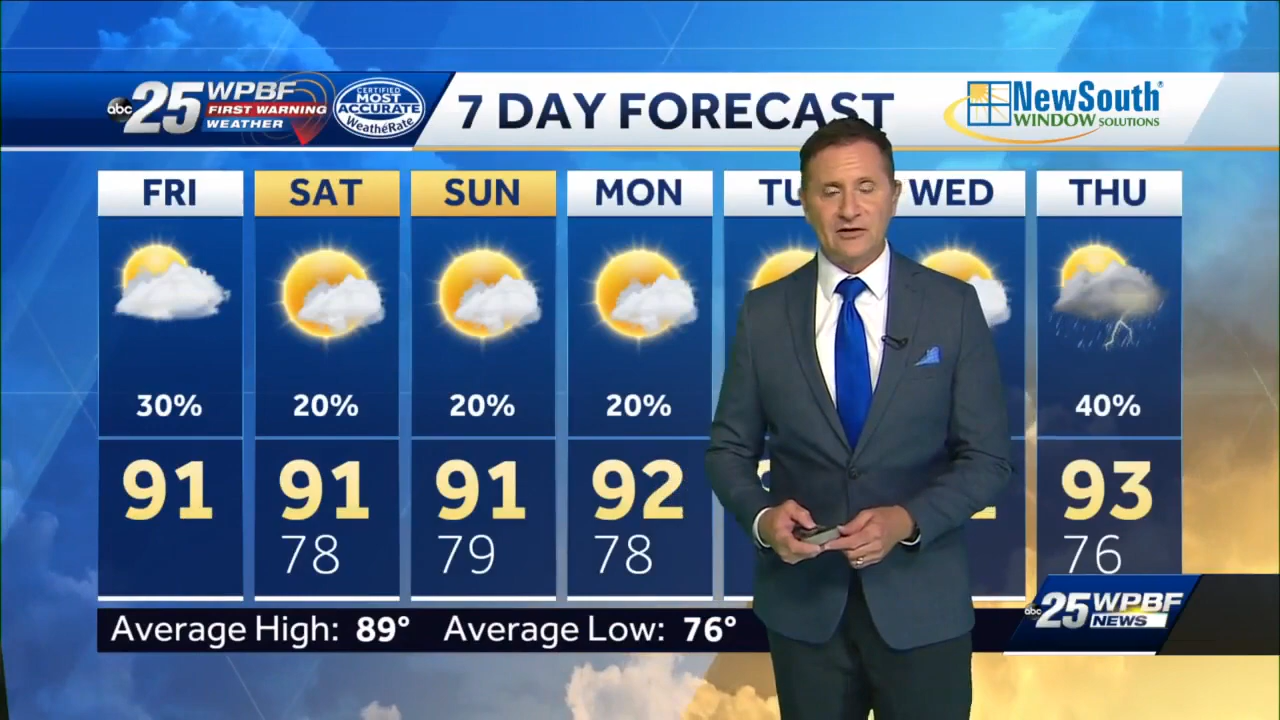 abc 25 WPBF
FIRST WARNING
WEATHER
CERTIFIED
MOST
ACCURATE
WeatheRate
7 DAY FORECAST
NewSouth®
WINDOW SOLUTIONS
FRI SAT SUN MON TU WED THU
30% 20% 20% 20% 40%
91 91 91 92 93
78 79 78 76
Average High: 89° Average Low: 76°
abc 25 WPBF
NEWS